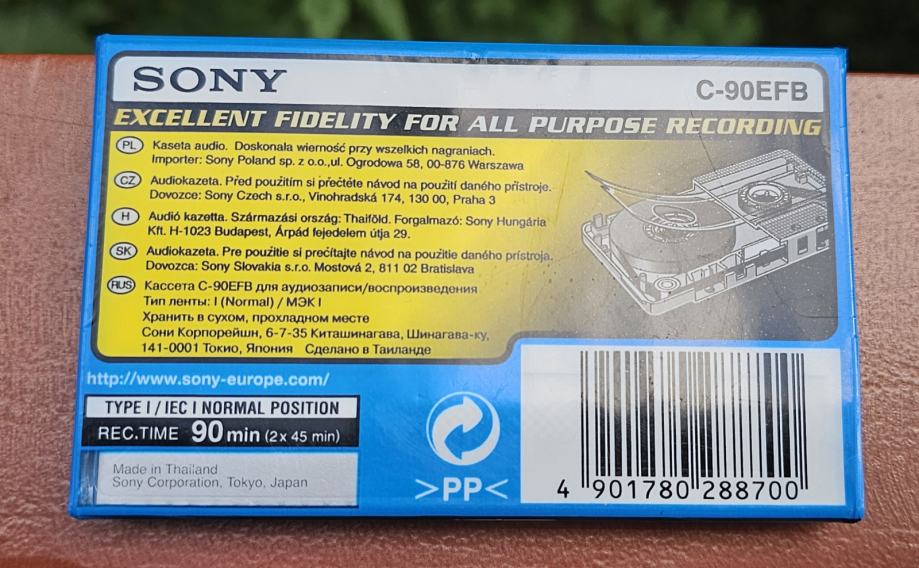 SONY
C-90EFB
EXCELLENT FIDELITY FOR ALL PURPOSE RECORDING
PL Kaseta audio. Doskonała wierność przy wszelkich nagraniach.
Importer: Sony Poland sp. z o.o.,ul. Ogrodowa 58, 00-876 Warszawa
CZ Audiokazeta. Před použitím si přečtěte návod na použití daného přístroje.
Dovozce: Sony Czech s.r.o., Vinohradská 174, 130 00, Praha 3
H Audió kazetta. Származási ország: Thaiföld. Forgalmazó: Sony Hungária
Kft. H-1023 Budapest, Árpád fejedelem útja 29.
SK Audiokazeta. Pre použitie si prečítajte návod na použitie daného prístroja.
Dovozca: Sony Slovakia s.r.o. Mostová 2, 811 02 Bratislava
RUS Кассета C-90EFB для аудиозаписи/воспроизведения
Тип ленты: I (Normal) / МЭК I
Хранить в сухом, прохладном месте
Сони Корпорейшн, 6-7-35 Киташинагава, Шинагава-ку,
141-0001 Токио, Япония Сделано в Таиланде
http://www.sony-europe.com/
TYPE I / IEC I NORMAL POSITION
REC.TIME 90 min (2 x 45 min)
Made in Thailand
Sony Corporation, Tokyo, Japan
>PP<
4 901780 288700